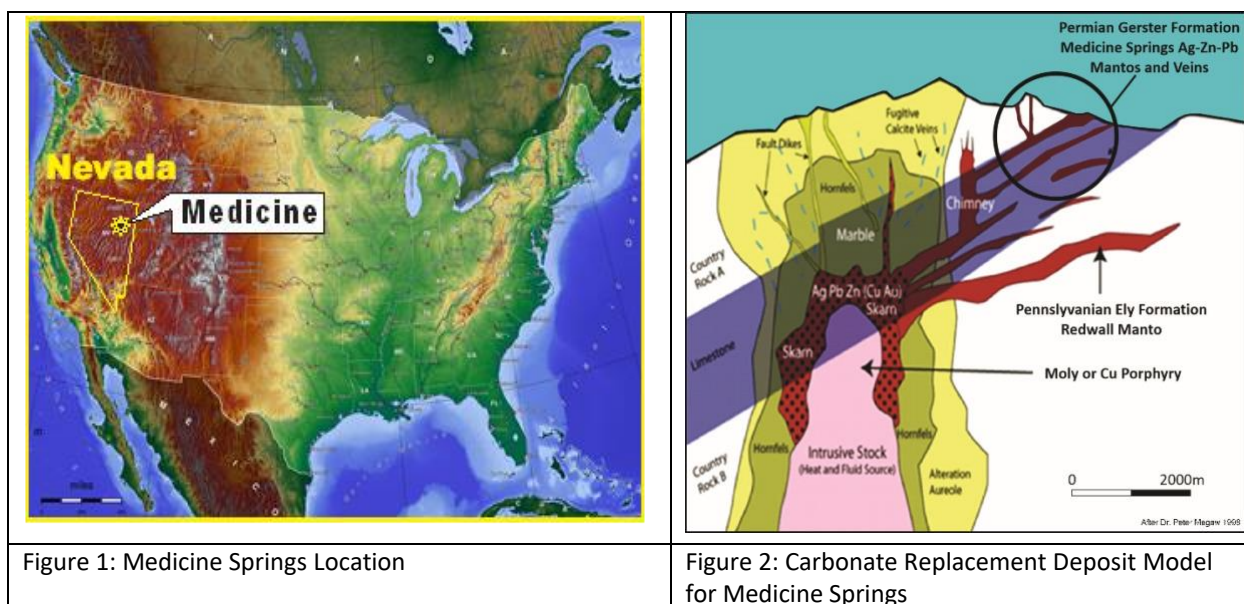 Nevada
Medicine
miles
Figure 1: Medicine Springs Location
Permian Gerster Formation
Medicine Springs Ag-Zn-Pb
Mantos and Veins
Fugitive
Calcite Veins
Fault Dikes
Hornfels
Chimney
Marble
Country
Rock A
Ag Pb Zn (Cu Au)
Skarn
Pennslyvanian Ely Formation
Redwall Manto
Limestone
Skarn
Moly or Cu Porphyry
Hornfels
Hornfels
Intrusive Stock
(Heat and Fluid Source)
Alteration
Aureole
Country
Rock B
0 2000m
After Dr. Peter Megaw 1998
Figure 2: Carbonate Replacement Deposit Model
for Medicine Springs